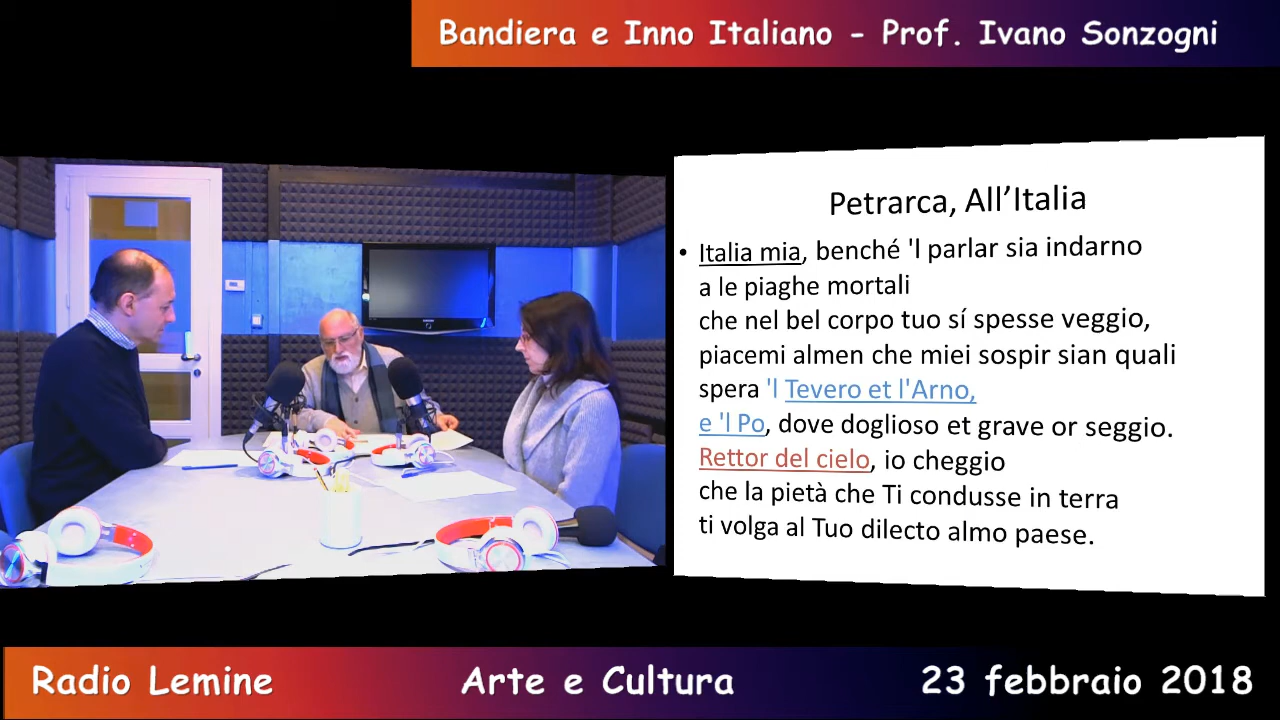 Bandiera e Inno Italiano - Prof. Ivano Sonzogni
Petrarca, All’Italia
• Italia mia, benché 'l parlar sia indarno
a le piaghe mortali
che nel bel corpo tuo sí spesse veggio,
piacemi almen che miei sospir sian quali
spera 'l Tevero et l'Arno,
e 'l Po, dove doglioso et grave or seggio.
Rettor del cielo, io cheggio
che la pietà che Ti condusse in terra
ti volga al Tuo dilecto almo paese.
Radio Lemine Arte e Cultura 23 febbraio 2018